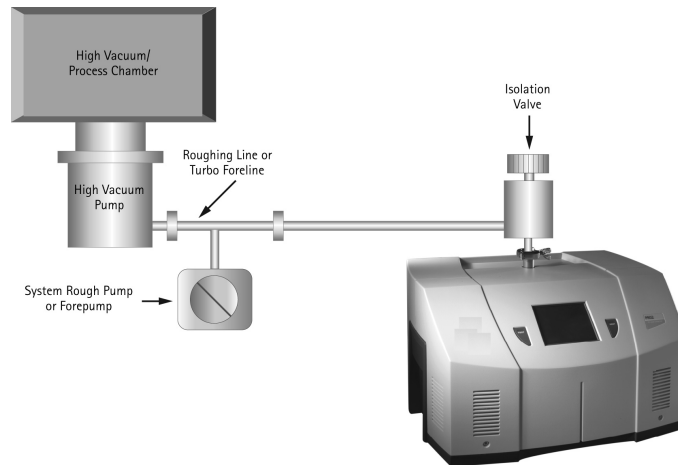 High Vacuum/
Process Chamber
Isolation
Valve
Roughing Line or
Turbo Foreline
High Vacuum
Pump
System Rough Pump
or Forepump